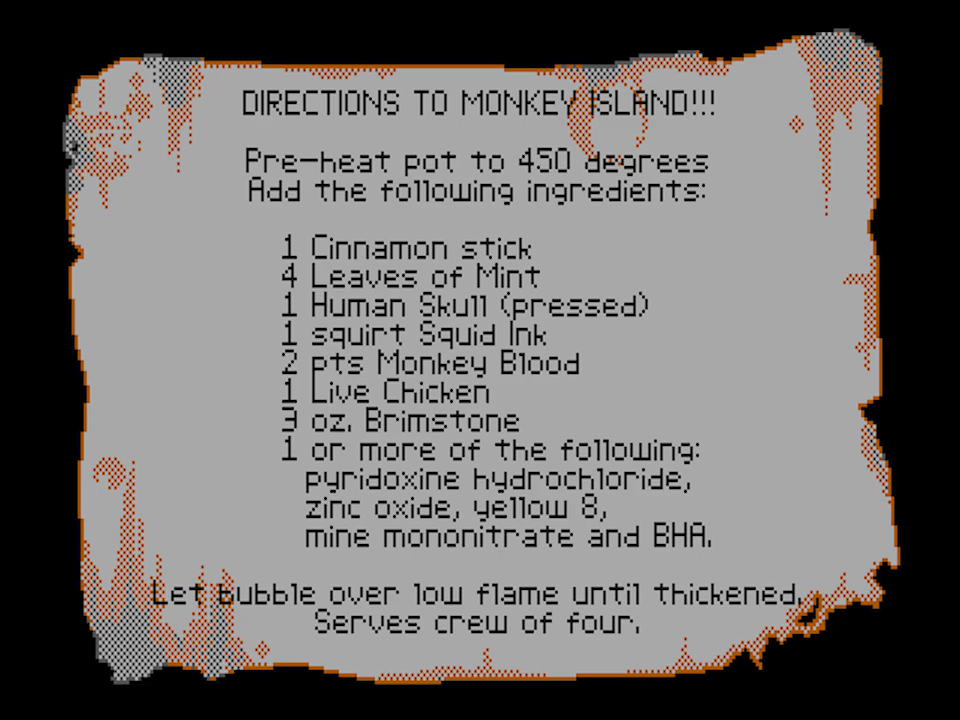 DIRECTIONS TO MONKEY ISLAND!!!
Pre-heat pot to 450 degrees
Add the following ingredients:
1 Cinnamon stick
4 Leaves of Mint
1 Human Skull (pressed)
1 squirt Squid Ink
2 pts Monkey Blood
1 Live Chicken
3 oz. Brimstone
1 or more of the following:
pyridoxine hydrochloride,
zinc oxide, yellow 8,
mine mononitrate and BHA.
Let bubble over low flame until thickened.
Serves crew of four.